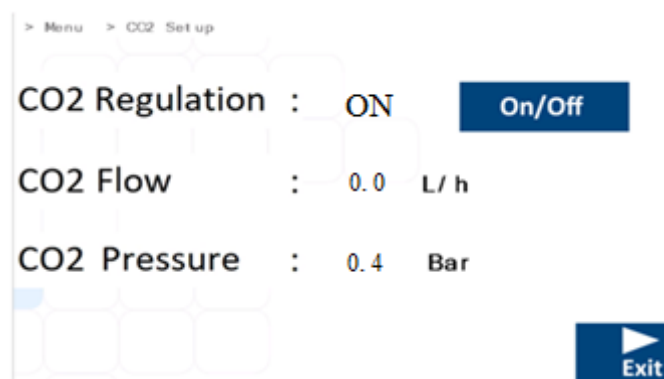 > Menu > CO2 Set up
CO2 Regulation : ON On/Off
CO2 Flow : 0.0 L/h
CO2 Pressure : 0.4 Bar
Exit